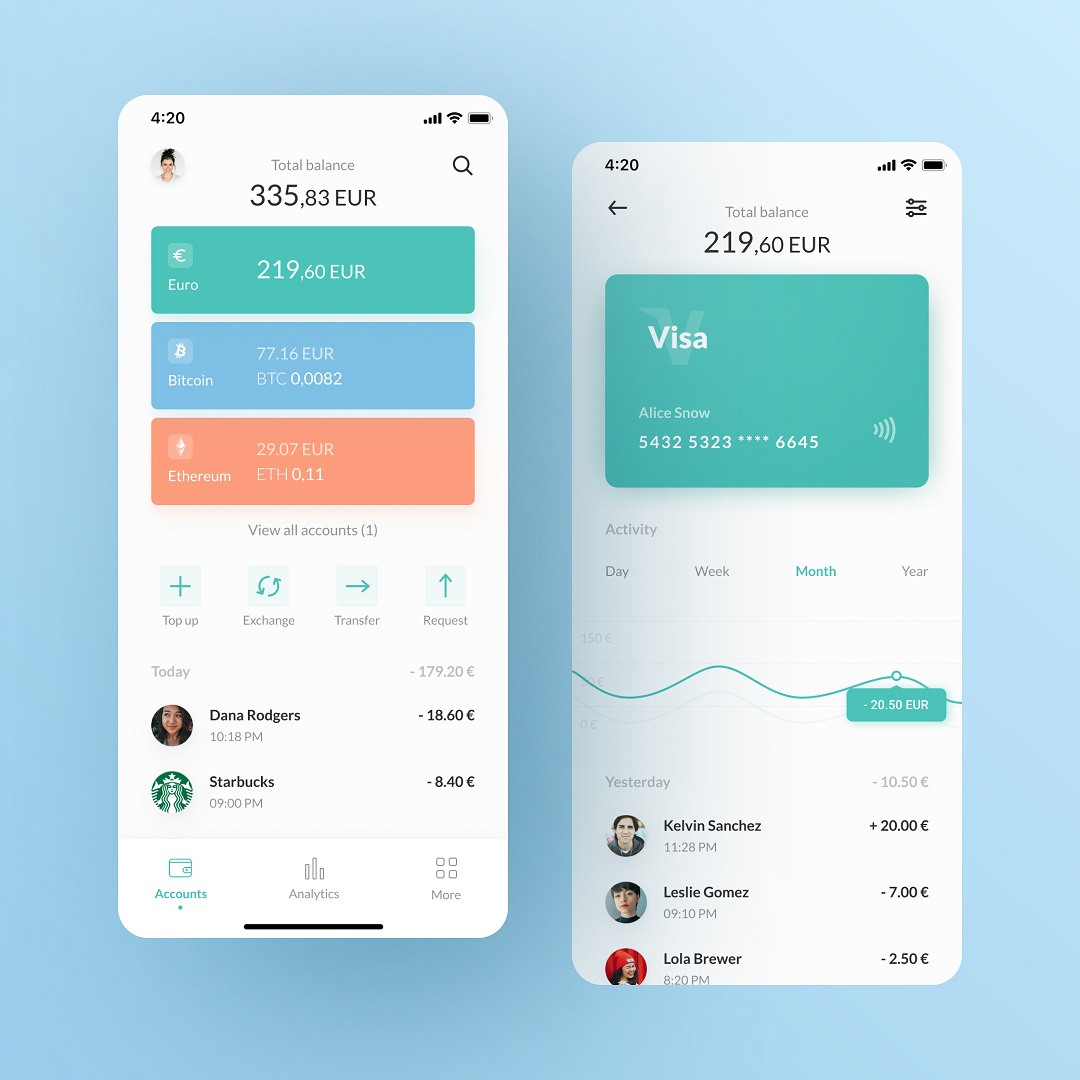 4:20
Total balance
335,83 EUR
€
Euro
219,60 EUR
Bitcoin
77.16 EUR
BTC 0,0082
Ethereum
29.07 EUR
ETH 0,11
View all accounts (1)
Top up
Exchange
Transfer
Request
Today
- 179.20 €
Dana Rodgers
- 18.60 €
10:18 PM
Starbucks
- 8.40 €
09:00 PM
Accounts
Analytics
More
4:20
Total balance
219,60 EUR
V
Visa
Alice Snow
5432 5323 **** 6645
Activity
Day
Week
Month
Year
150 €
50 €
0 €
- 20.50 EUR
Yesterday
- 10.50 €
Kelvin Sanchez
+ 20.00 €
11:28 PM
Leslie Gomez
- 7.00 €
09:10 PM
Lola Brewer
- 2.50 €
8:20 PM